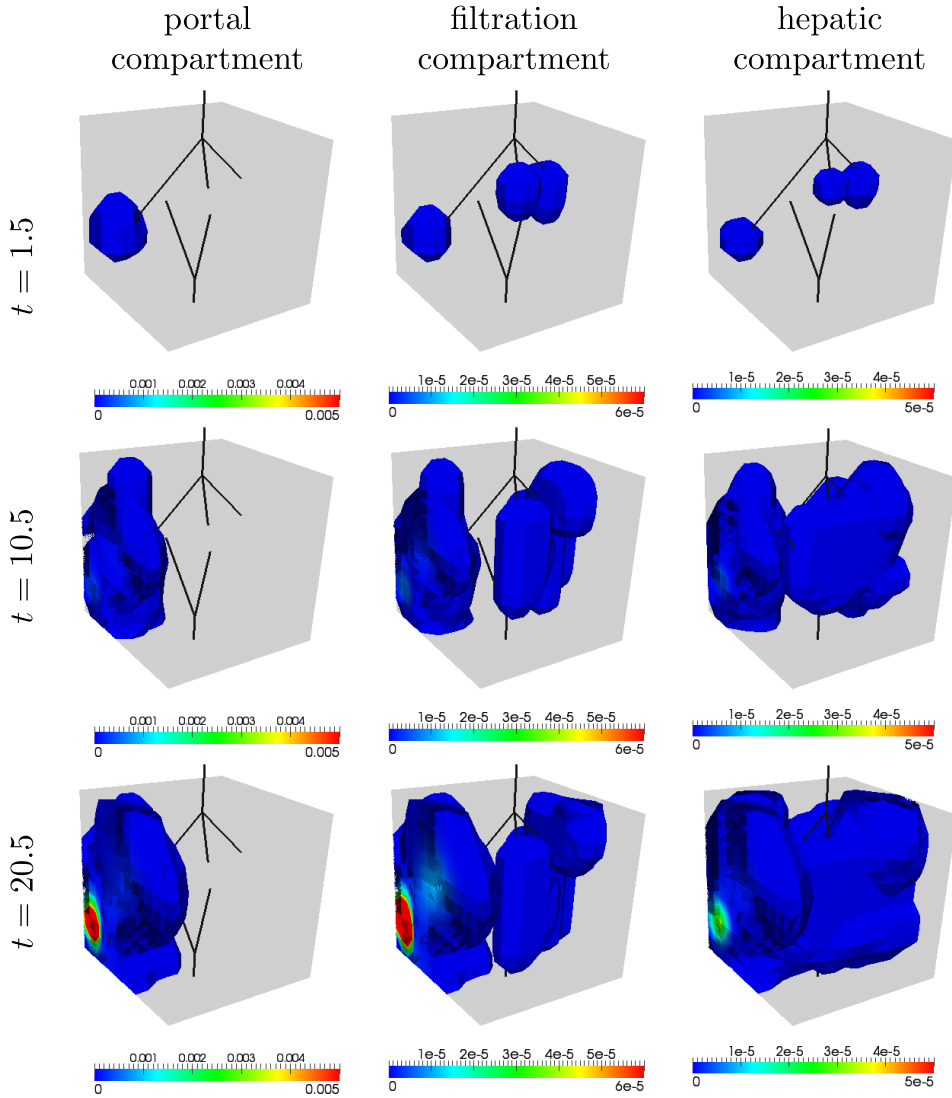 portal
compartment
filtration
compartment
hepatic
compartment
t = 1.5
0.001 0.002 0.003 0.004
0 0.005
1e-5 2e-5 3e-5 4e-5 5e-5
0 6e-5
1e-5 2e-5 3e-5 4e-5
0 5e-5
t = 10.5
0.001 0.002 0.003 0.004
0 0.005
1e-5 2e-5 3e-5 4e-5 5e-5
0 6e-5
1e-5 2e-5 3e-5 4e-5
0 5e-5
t = 20.5
0.001 0.002 0.003 0.004
0 0.005
1e-5 2e-5 3e-5 4e-5 5e-5
0 6e-5
1e-5 2e-5 3e-5 4e-5
0 5e-5